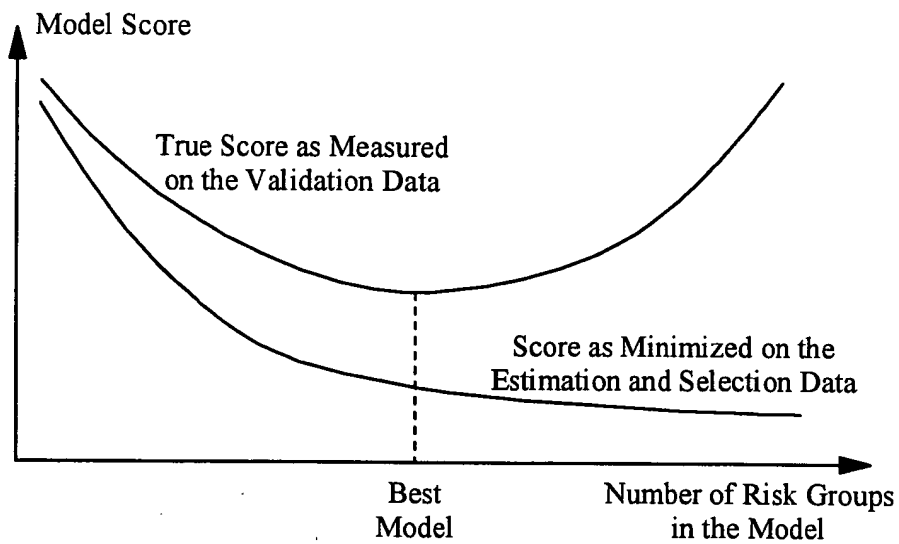 Model Score
True Score as Measured
on the Validation Data
Score as Minimized on the
Estimation and Selection Data
Best
Model
Number of Risk Groups
in the Model